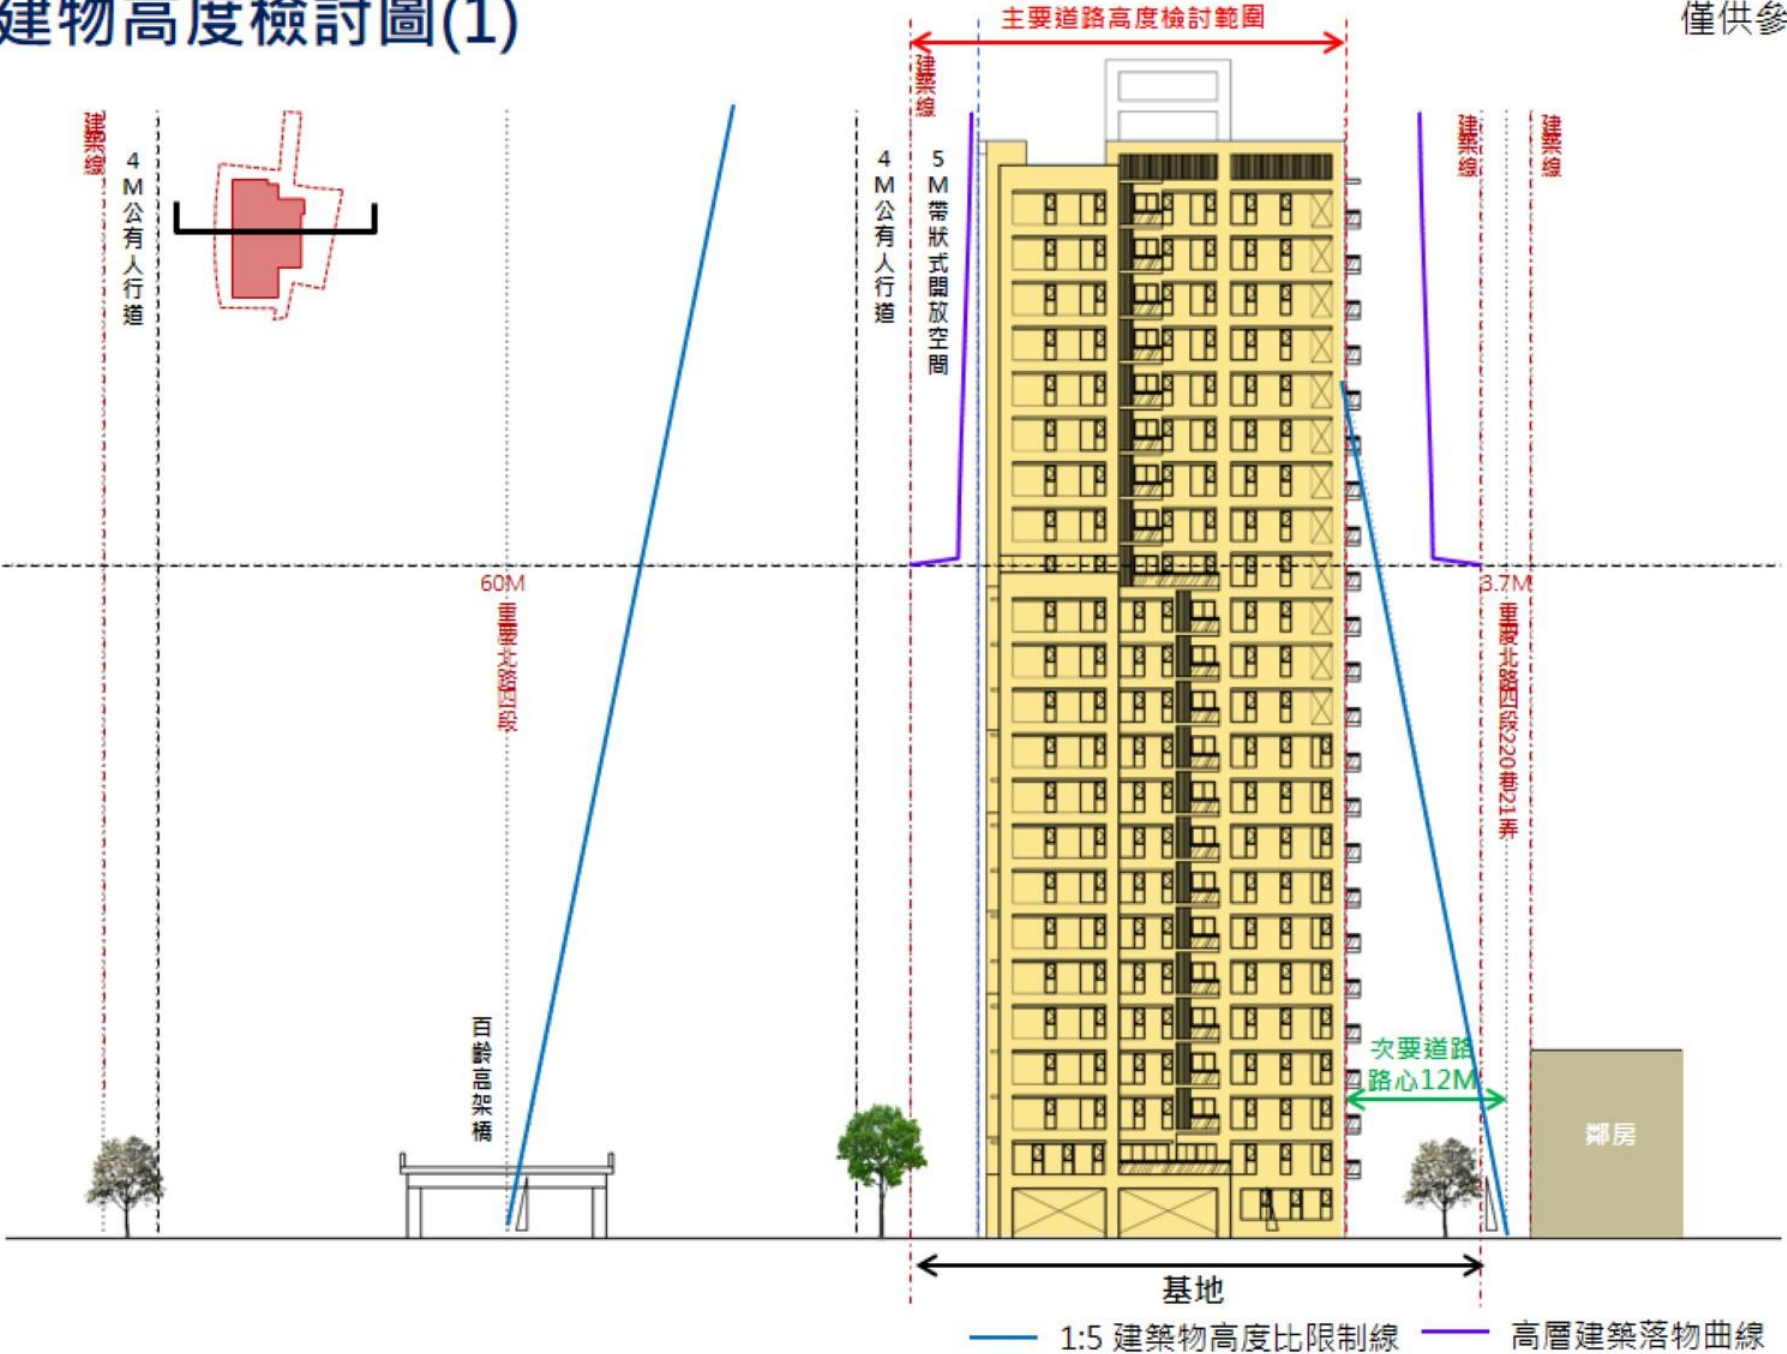 建物高度檢討圖(1)
僅供參
主要道路高度檢討範圍
建築線
4M公有人行道
4M公有人行道
建築線
5M帶狀式開放空間
建築線
建築線
60M
重慶北路四段
3.7M
重慶北路四段220巷21弄
百齡高架橋
次要道路
路心12M
鄰房
基地
1:5 建築物高度比限制線
高層建築落物曲線